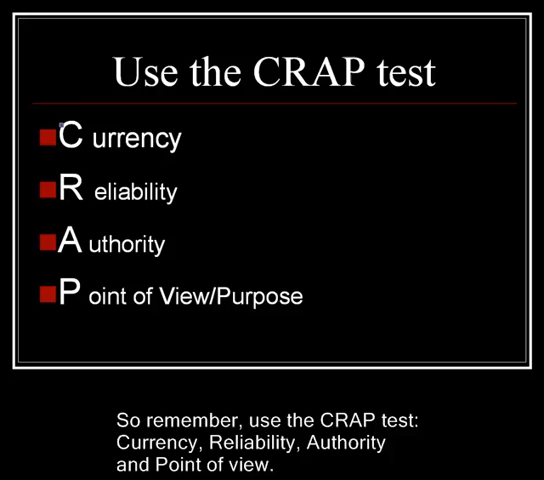 Use the CRAP test
C urrency
R eliability
A uthority
P oint of View/Purpose
So remember, use the CRAP test:
Currency, Reliability, Authority
and Point of view.